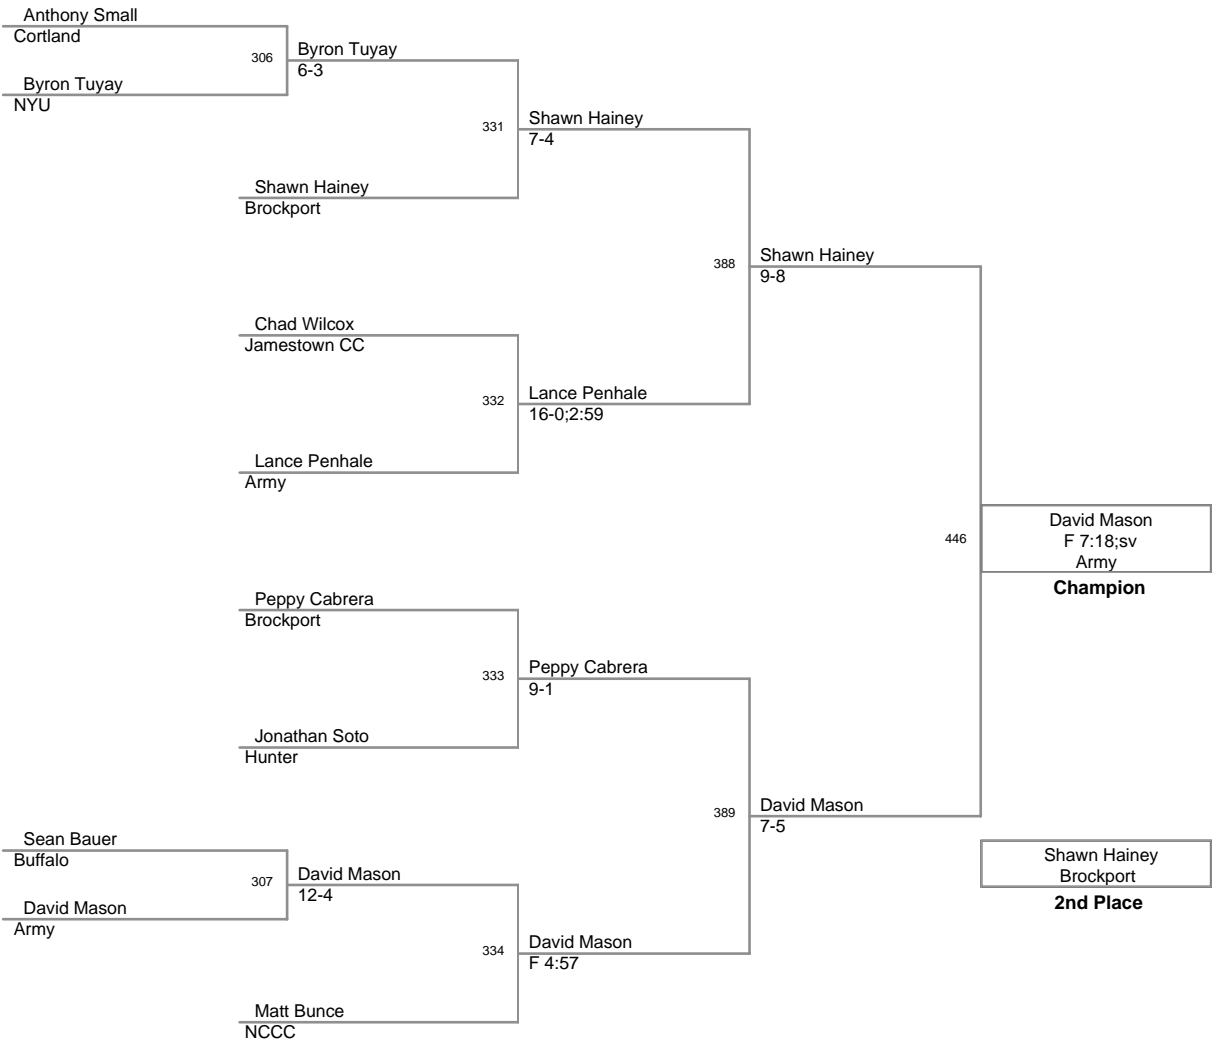 Anthony Small
Cortland
306
Byron Tuyay
6-3
Byron Tuyay
NYU
331
Shawn Hainey
7-4
Shawn Hainey
Brockport
388
Shawn Hainey
9-8
Chad Wilcox
Jamestown CC
332
Lance Penhale
16-0;2:59
Lance Penhale
Army
446
David Mason
F 7:18;sv
Army
Champion
Peppy Cabrera
Brockport
333
Peppy Cabrera
9-1
Jonathan Soto
Hunter
389
David Mason
7-5
Sean Bauer
Buffalo
307
David Mason
12-4
David Mason
Army
334
David Mason
F 4:57
Matt Bunce
NCCC
Shawn Hainey
Brockport
2nd Place